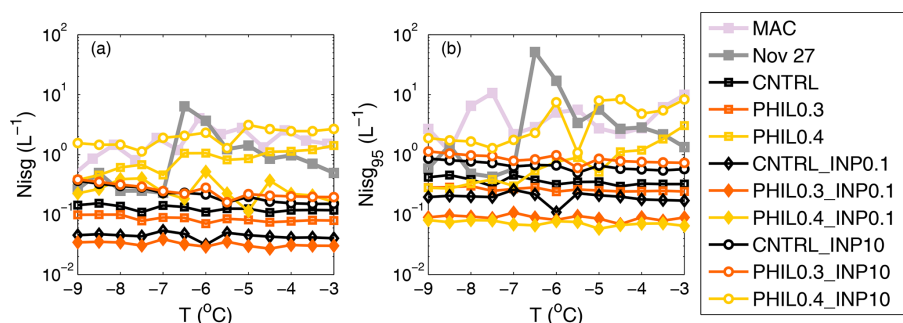 (a)
Nisg (L⁻¹)
10²
10¹
10⁰
10⁻¹
10⁻²
−9 −8 −7 −6 −5 −4 −3
T (°C)
(b)
Nisg₉₅ (L⁻¹)
10²
10¹
10⁰
10⁻¹
10⁻²
−9 −8 −7 −6 −5 −4 −3
T (°C)
MAC
Nov 27
CNTRL
PHIL0.3
PHIL0.4
CNTRL_INP0.1
PHIL0.3_INP0.1
PHIL0.4_INP0.1
CNTRL_INP10
PHIL0.3_INP10
PHIL0.4_INP10